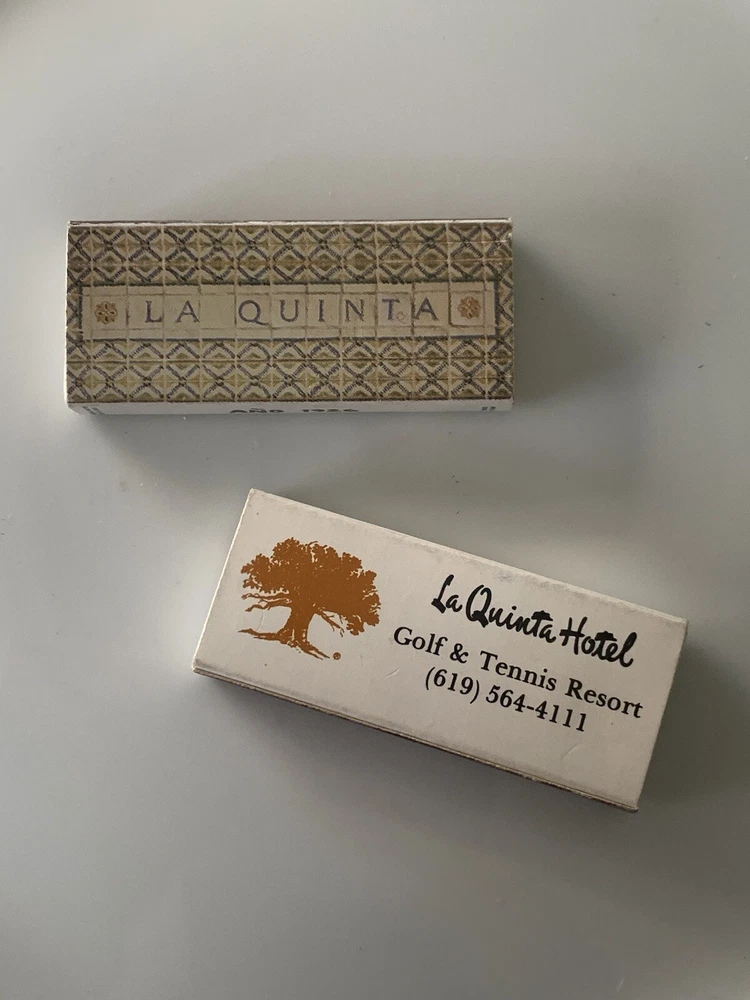 LA QUINTA
La Quinta Hotel
Golf & Tennis Resort
(619) 564-4111
®